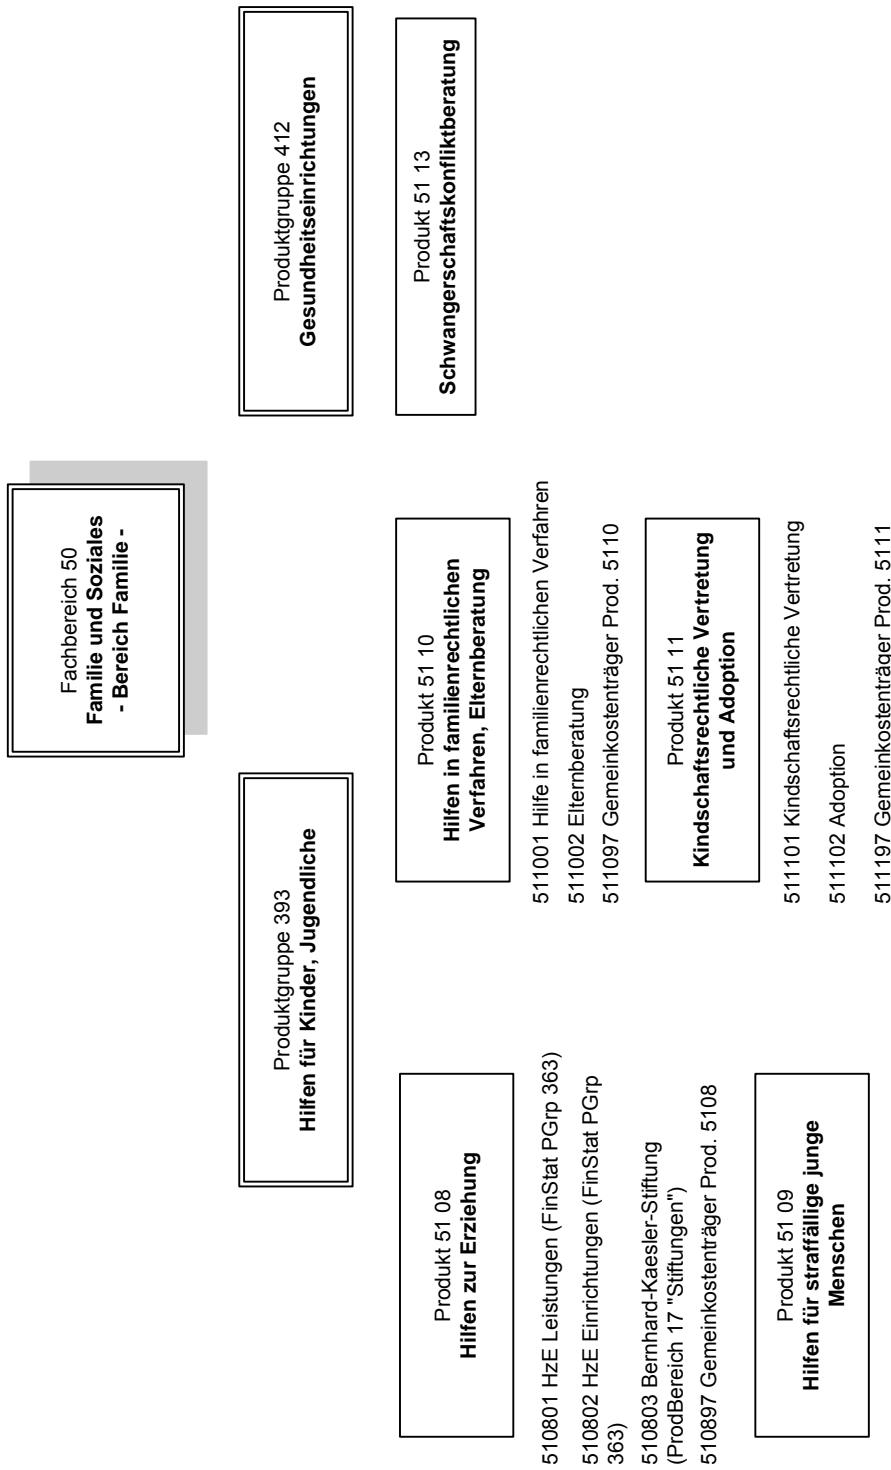 Fachbereich 50
Familie und Soziales
- Bereich Familie -
Produktgruppe 393
Hilfen für Kinder, Jugendliche
Produktgruppe 412
Gesundheitseinrichtungen
Produkt 51 08
Hilfen zur Erziehung
510801 HzE Leistungen (FinStat PGrp 363)
510802 HzE Einrichtungen (FinStat PGrp
363)
510803 Bernhard-Kaesler-Stiftung
(ProdBereich 17 "Stiftungen")
510897 Gemeinkostenträger Prod. 5108
Produkt 51 09
Hilfen für straffällige junge
Menschen
Produkt 51 10
Hilfen in familienrechtlichen
Verfahren, Elternberatung
511001 Hilfe in familienrechtlichen Verfahren
511002 Elternberatung
511097 Gemeinkostenträger Prod. 5110
Produkt 51 11
Kindschaftsrechtliche Vertretung
und Adoption
511101 Kindschaftsrechtliche Vertretung
511102 Adoption
511197 Gemeinkostenträger Prod. 5111
Produkt 51 13
Schwangerschaftskonfliktberatung